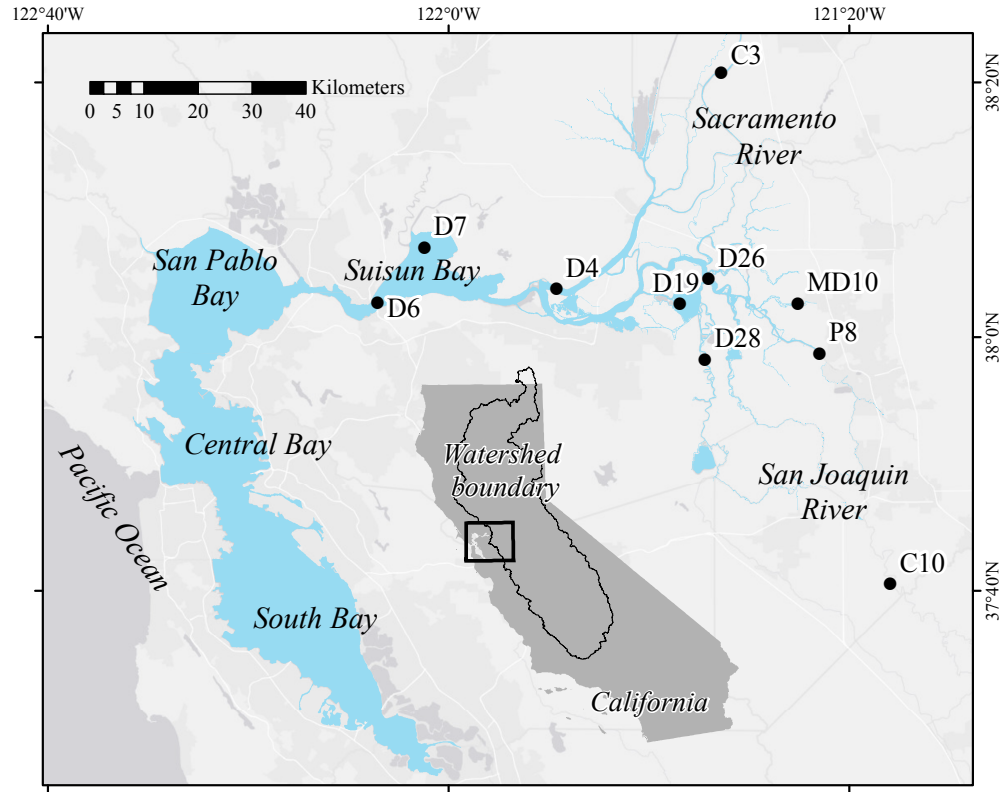 122°40'W 122°0'W 121°20'W
C3
38°20'N
Kilometers
0 5 10 20 30 40
Sacramento
River
D7
San Pablo
Bay
Suisun Bay
D4
D26
D19
MD10
D6
D28
P8
38°0'N
Central Bay
Watershed
boundary
Pacific Ocean
San Joaquin
River
C10
37°40'N
South Bay
California